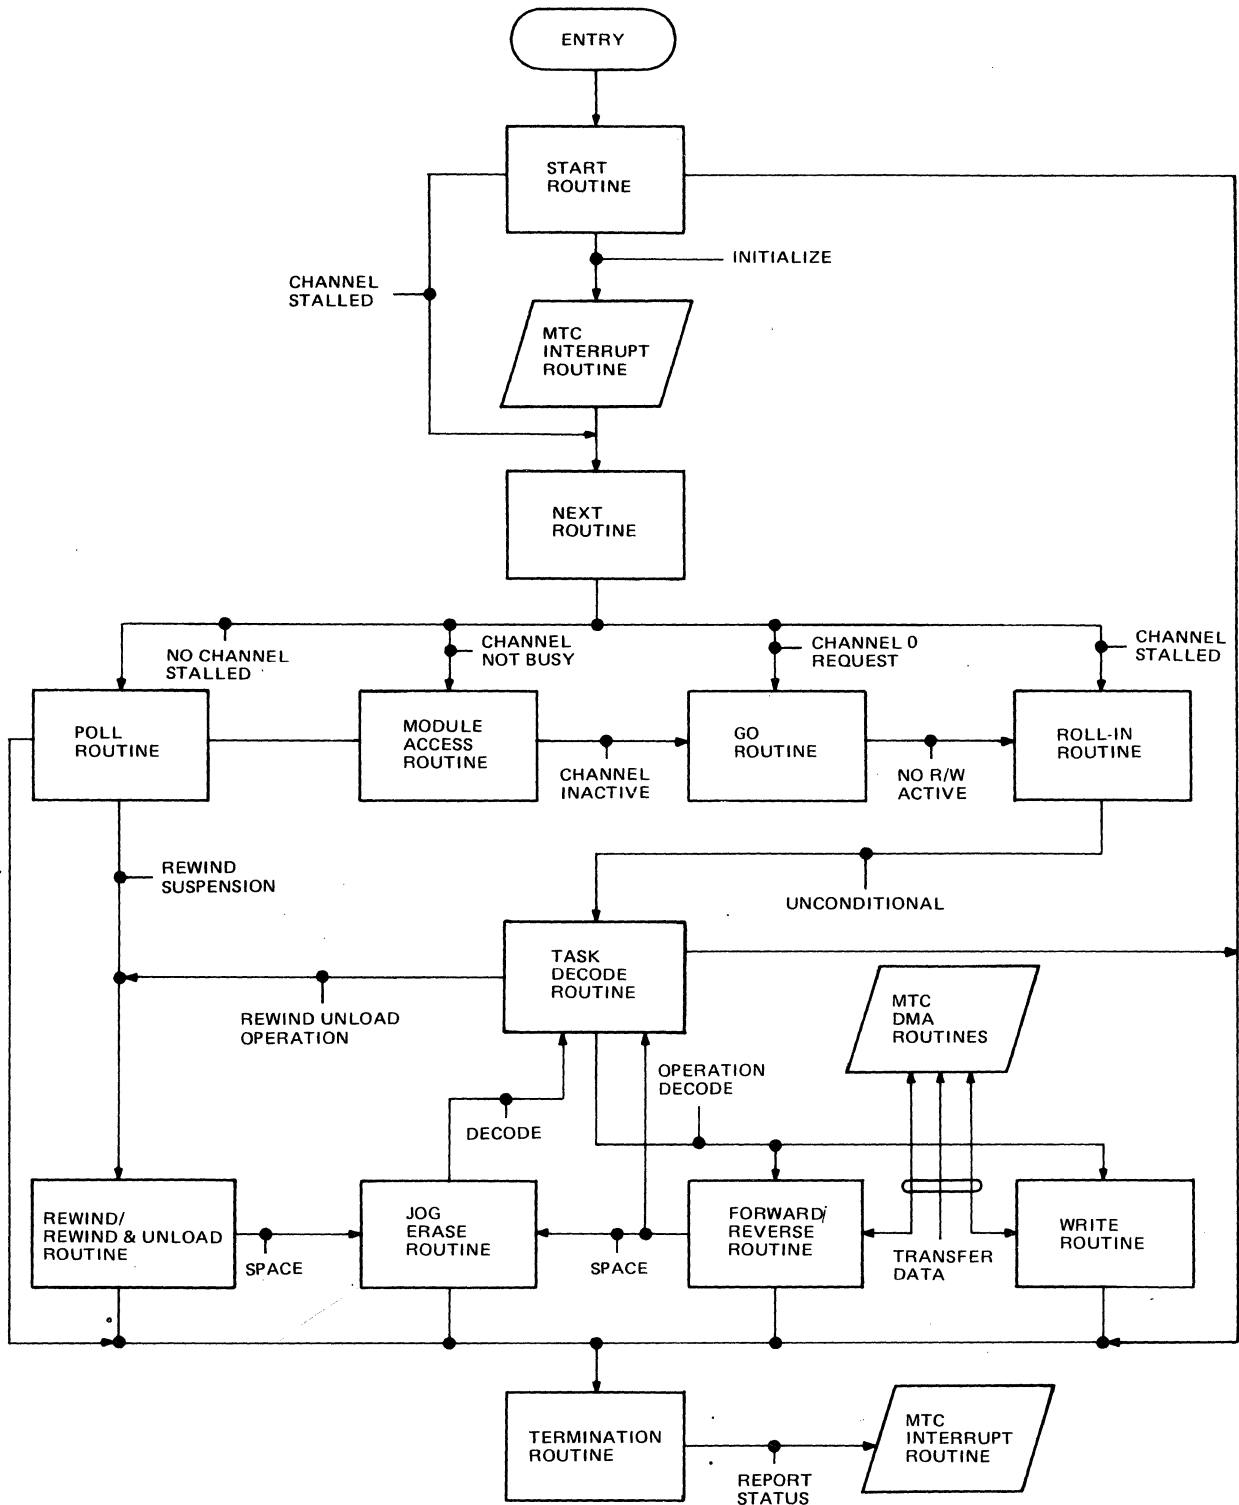 ENTRY
START
ROUTINE
INITIALIZE
CHANNEL
STALLED
MTC
INTERRUPT
ROUTINE
NEXT
ROUTINE
NO CHANNEL
STALLED
CHANNEL
NOT BUSY
CHANNEL 0
REQUEST
CHANNEL
STALLED
POLL
ROUTINE
MODULE
ACCESS
ROUTINE
CHANNEL
INACTIVE
GO
ROUTINE
NO R/W
ACTIVE
ROLL-IN
ROUTINE
REWIND
SUSPENSION
UNCONDITIONAL
TASK
DECODE
ROUTINE
REWIND UNLOAD
OPERATION
MTC
DMA
ROUTINES
OPERATION
DECODE
DECODE
REWIND/
REWIND & UNLOAD
ROUTINE
SPACE
JOG
ERASE
ROUTINE
SPACE
FORWARD/
REVERSE
ROUTINE
TRANSFER
DATA
WRITE
ROUTINE
TERMINATION
ROUTINE
REPORT
STATUS
MTC
INTERRUPT
ROUTINE